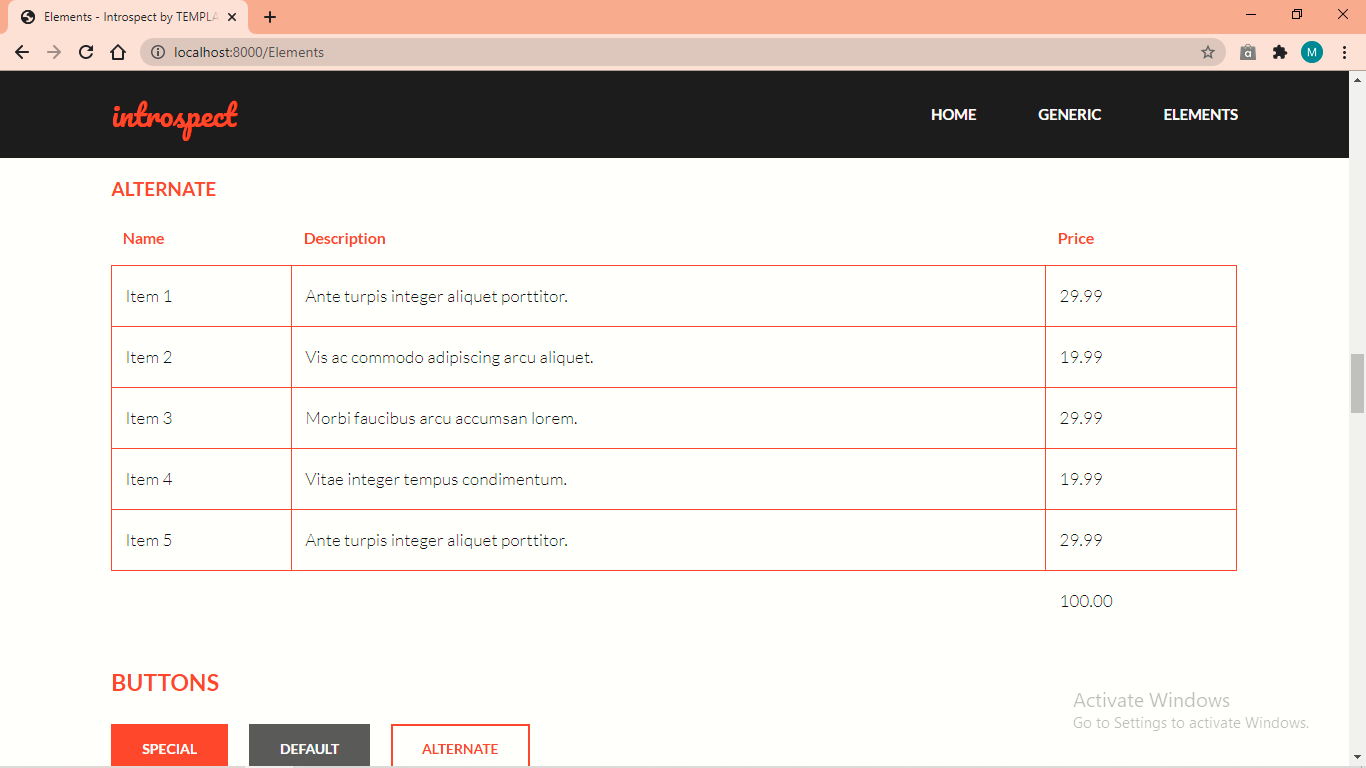 Elements - Introspect by TEMPLA
localhost:8000/Elements
a
M
introspect
HOME GENERIC ELEMENTS
ALTERNATE
Name Description Price
Item 1 Ante turpis integer aliquet porttitor. 29.99
Item 2 Vis ac commodo adipiscing arcu aliquet. 19.99
Item 3 Morbi faucibus arcu accumsan lorem. 29.99
Item 4 Vitae integer tempus condimentum. 19.99
Item 5 Ante turpis integer aliquet porttitor. 29.99
100.00
BUTTONS
Activate Windows
Go to Settings to activate Windows.
SPECIAL DEFAULT ALTERNATE